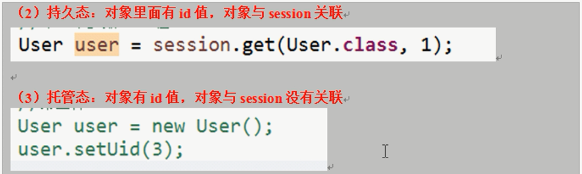 （2）持久态：对象里面有 id 值，对象与 session 关联
User user = session.get(User.class, 1);
（3）托管态：对象有 id 值，对象与 session 没有关联
User user = new User();
user.setUid(3);